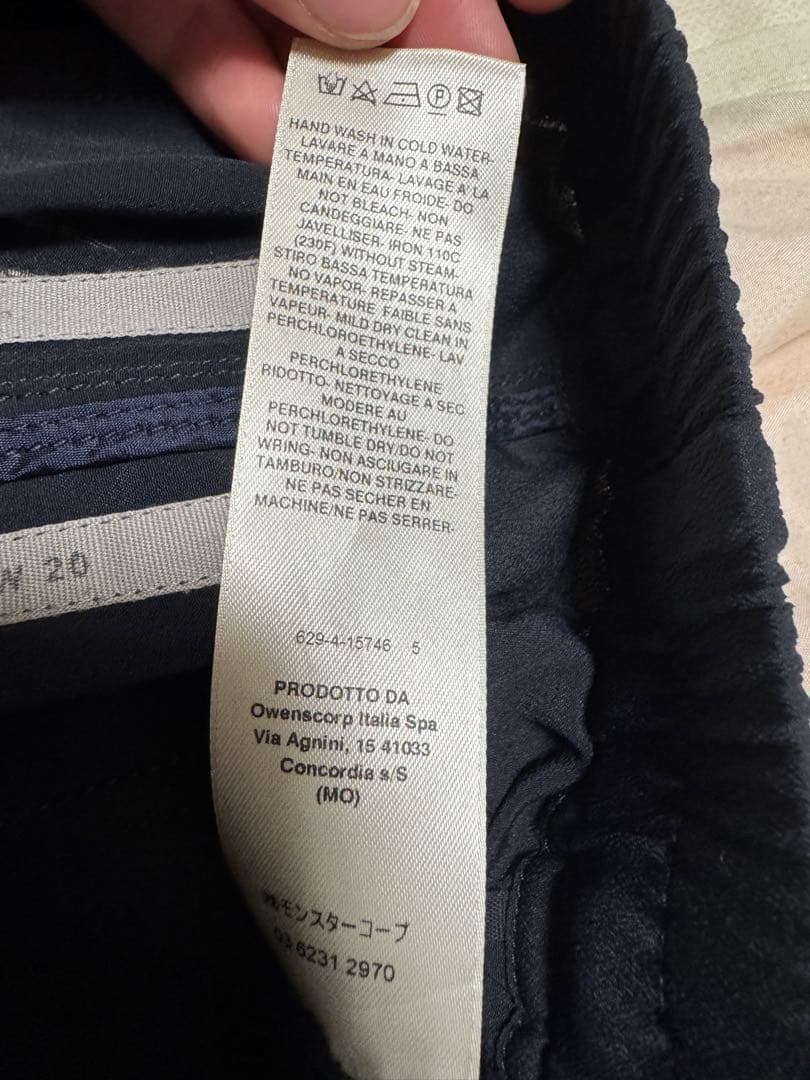 HAND WASH IN COLD WATER-
LAVARE A MANO A BASSA
TEMPERATURA- LAVAGE A' LA
MAIN EN EAU FROIDE- DO
NOT BLEACH- NON
CANDEGGIARE- NE PAS
JAVELLISER- IRON 110C
(230F) WITHOUT STEAM-
STIRO BASSA TEMPERATURA
NO VAPOR- REPASSER A
TEMPERATURE FAIBLE SANS
VAPEUR- MILD DRY CLEAN IN
PERCHLOROETHYLENE- LAV
A SECCO
PERCHLORETHYLENE
RIDOTTO- NETTOYAGE A SEC
MODERE AU
PERCHLORETHYLENE- DO
NOT TUMBLE DRY/DO NOT
WRING- NON ASCIUGARE IN
TAMBURO/NON STRIZZARE-
NE PAS SECHER EN
MACHINE/NE PAS SERRER-
20
629-4-15746 5
PRODOTTO DA
Owenscorp Italia Spa
Via Agnini, 15 41033
Concordia s/S
(MO)
㈱モンスターコープ
03 6231 2970